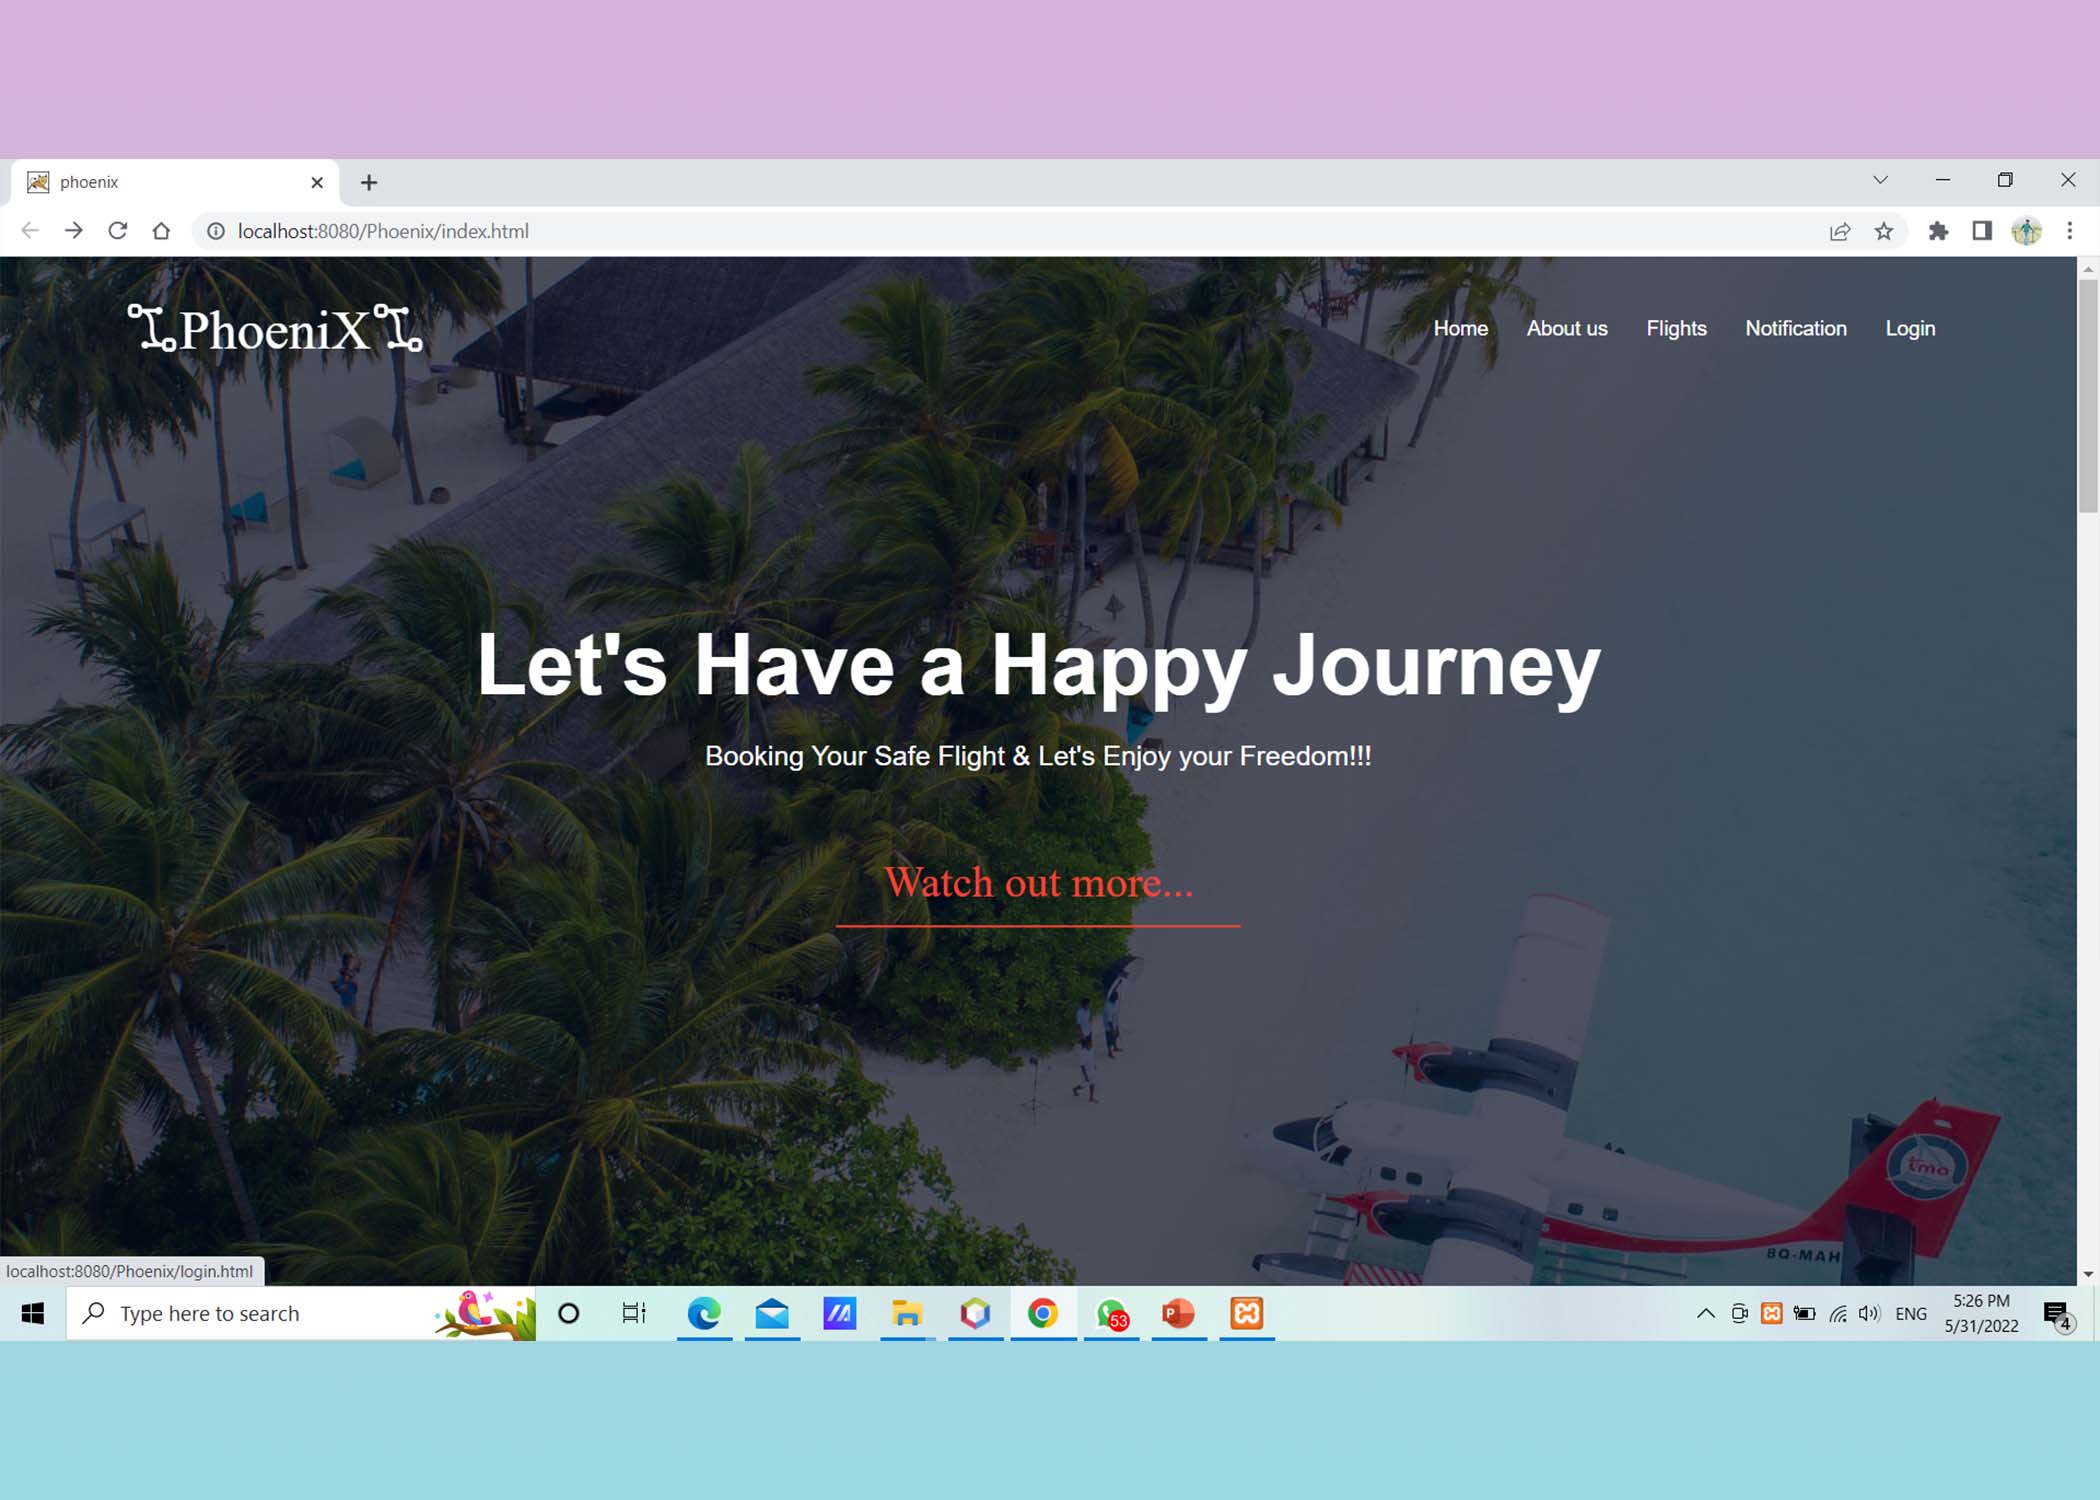 phoenix
localhost:8080/Phoenix/index.html
PhoeniX
Home About us Flights Notification Login
Let's Have a Happy Journey
Booking Your Safe Flight & Let's Enjoy your Freedom!!!
Watch out more...
tma
8Q-MAH
localhost:8080/Phoenix/login.html
Type here to search
53
P
ENG
5:26 PM
5/31/2022
4